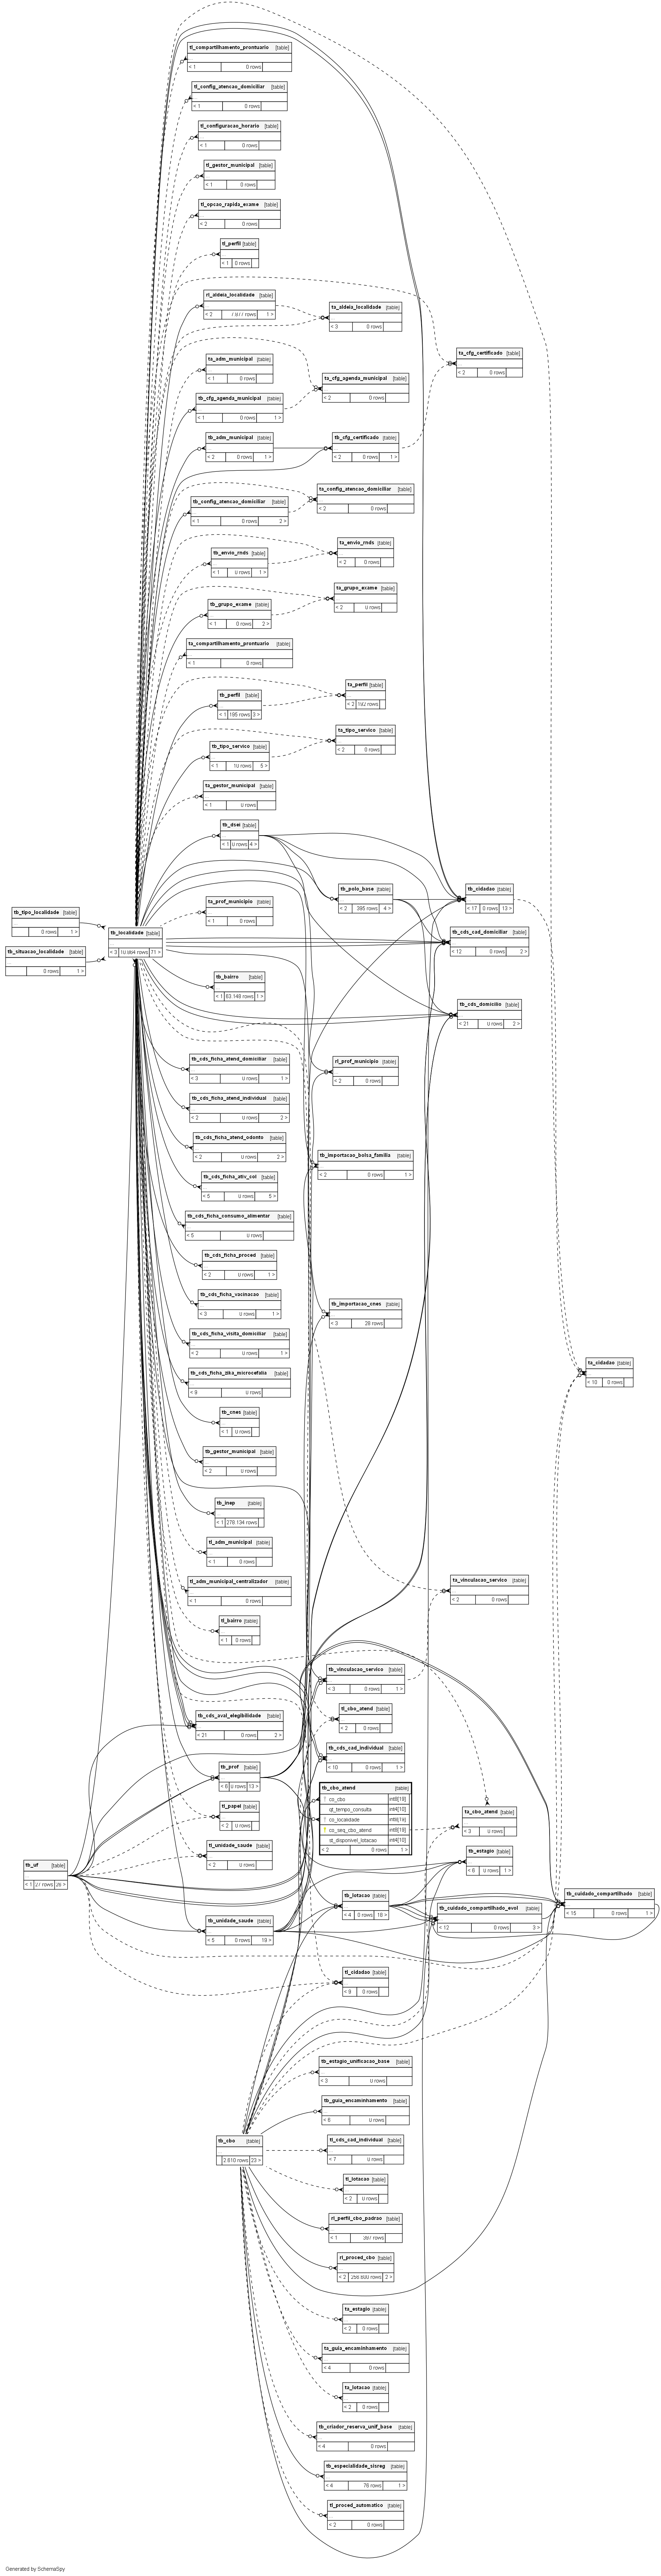 tl_compartilhamento_prontuario [table]
< 1 0 rows
tl_config_atencao_domiciliar [table]
< 1 0 rows
tl_configuracao_horario [table]
< 1 0 rows
tl_gestor_municipal [table]
< 1 0 rows
tl_opcao_rapida_exame [table]
< 2 0 rows
tl_perfil [table]
< 1 0 rows
rl_aldeia_localidade [table]
ta_aldeia_localidade [table]
< 3 0 rows
ta_cfg_certificado [table]
< 2 0 rows
ta_adm_municipal [table]
< 1 0 rows
ta_cfg_agenda_municipal [table]
< 2 0 rows
tb_cfg_agenda_municipal [table]
< 1 0 rows 1 >
tb_adm_municipal [table]
< 2 0 rows 1 >
tb_cfg_certificado [table]
< 2 0 rows 1 >
ta_config_atencao_domiciliar [table]
< 2 0 rows
tb_config_atencao_domiciliar [table]
< 1 0 rows 2 >
ta_envio_rnds [table]
< 2 0 rows
tb_envio_rnds [table]
< 1 0 rows 1 >
ta_grupo_exame [table]
< 2 0 rows
tb_grupo_exame [table]
< 1 0 rows 2 >
ta_compartilhamento_prontuario [table]
< 1 0 rows
ta_perfil [table]
tb_perfil [table]
< 1 195 rows 3 >
ta_tipo_servico [table]
< 2 0 rows
tb_tipo_servico [table]
< 1 10 rows 5 >
ta_gestor_municipal [table]
< 1 0 rows
tb_dsei [table]
< 1 0 rows 4 >
tb_polo_base [table]
< 2 395 rows 4 >
tb_cidadao [table]
< 17 0 rows 13 >
ta_prof_municipio [table]
< 1 0 rows
tb_tipo_localidade [table]
0 rows 1 >
tb_localidade [table]
tb_cds_cad_domiciliar [table]
< 12 0 rows 2 >
tb_situacao_localidade [table]
0 rows 1 >
tb_bairro [table]
< 1 63 148 rows 1 >
tb_cds_domicilio [table]
< 21 0 rows 2 >
tb_cds_ficha_atend_domiciliar [table]
< 3 0 rows 1 >
rl_prof_municipio [table]
< 2 0 rows
tb_cds_ficha_atend_individual [table]
< 2 0 rows 2 >
tb_cds_ficha_atend_odonto [table]
< 2 0 rows 2 >
tb_importacao_bolsa_familia [table]
< 2 0 rows 1 >
tb_cds_ficha_ativ_col [table]
< 5 0 rows 5 >
tb_cds_ficha_consumo_alimentar [table]
< 5 0 rows
tb_cds_ficha_proced [table]
< 2 0 rows 1 >
tb_cds_ficha_vacinacao [table]
< 3 0 rows 1 >
tb_importacao_cnes [table]
< 3 28 rows
tb_cds_ficha_visita_domiciliar [table]
< 2 0 rows 1 >
ta_cidadao [table]
< 10 0 rows
tb_cds_ficha_zika_microcefalia [table]
< 9 0 rows
tb_cnes [table]
< 1 0 rows
tb_gestor_municipal [table]
< 2 0 rows
tb_inep [table]
< 1 278 134 rows
tl_adm_municipal [table]
< 1 0 rows
tl_adm_municipal_centralizador [table]
< 1 0 rows
ta_vinculacao_servico [table]
< 2 0 rows
tl_bairro [table]
< 1 0 rows
tb_vinculacao_servico [table]
< 3 0 rows 1 >
tb_cds_aval_elegibilidade [table]
< 21 0 rows 2 >
tl_cbo_atend [table]
< 2 0 rows
tb_cds_cad_individual [table]
< 10 0 rows 1 >
tb_prof [table]
< 6 0 rows 13 >
tb_cbo_atend [table]
co_cbo int8[19]
qt_tempo_consulta int4[10]
co_localidade int8[19]
co_seq_cbo_atend int8[19]
st_disponivel_lotacao int4[10]
< 2 0 rows 1 >
tl_papel [table]
< 2 0 rows
ta_cbo_atend [table]
< 3 0 rows
tl_unidade_saude [table]
< 2 0 rows
tb_estagio [table]
< 6 0 rows 1 >
tb_uf [table]
< 1 27 rows 28 >
tb_lotacao [table]
< 4 0 rows 18 >
tb_cuidado_compartilhado [table]
< 15 0 rows 1 >
tb_cuidado_compartilhado_evol [table]
< 12 0 rows 3 >
tb_unidade_saude [table]
< 5 0 rows 19 >
tl_cidadao [table]
< 9 0 rows
tb_estagio_unificacao_base [table]
< 3 0 rows
tb_guia_encaminhamento [table]
< 6 0 rows
tb_cbo [table]
2 610 rows 23 >
tl_cds_cad_individual [table]
< 7 0 rows
tl_lotacao [table]
< 2 0 rows
rl_perfil_cbo_padrao [table]
< 1 397 rows
rl_proced_cbo [table]
ta_estagio [table]
< 2 0 rows
ta_guia_encaminhamento [table]
< 4 0 rows
ta_lotacao [table]
< 2 0 rows
tb_criador_reserva_unif_base [table]
< 4 0 rows
tb_especialidade_sisreg [table]
< 4 78 rows 1 >
tl_proced_automatico [table]
< 2 0 rows
Generated by SchemaSpy